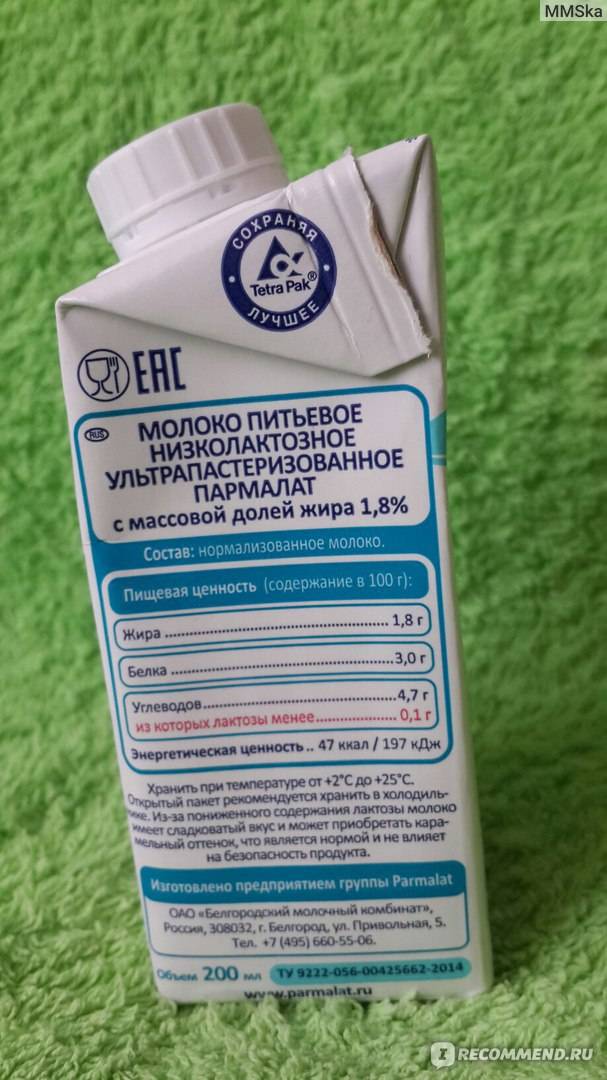 MMSka
СОХРАНЯЯ
Tetra Pak®
ЛУЧШЕЕ
EAC
RUS
МОЛОКО ПИТЬЕВОЕ
НИЗКОЛАКТОЗНОЕ
УЛЬТРАПАСТЕРИЗОВАННОЕ
ПАРМАЛАТ
с массовой долей жира 1,8%
Состав: нормализованное молоко.
Пищевая ценность (содержание в 100 г):
Жира ........ 1,8 г
Белка ........ 3,0 г
Углеводов ........ 4,7 г
из которых лактозы менее ........ 0,1 г
Энергетическая ценность .. 47 ккал / 197 кДж
Хранить при температуре от +2°С до +25°С.
Открытый пакет рекомендуется хранить в холодиль-
нике. Из-за пониженного содержания лактозы молоко
имеет сладковатый вкус и может приобретать кара-
мельный оттенок, что является нормой и не влияет
на безопасность продукта.
Изготовлено предприятием группы Parmalat
ОАО «Белгородский молочный комбинат»,
Россия, 308032, г. Белгород, ул. Привольная, 5.
Тел. +7 (495) 660-55-06.
Объем 200 мл ТУ 9222-056-00425662-2014
www.parmalat.ru
IRECOMMEND.RU